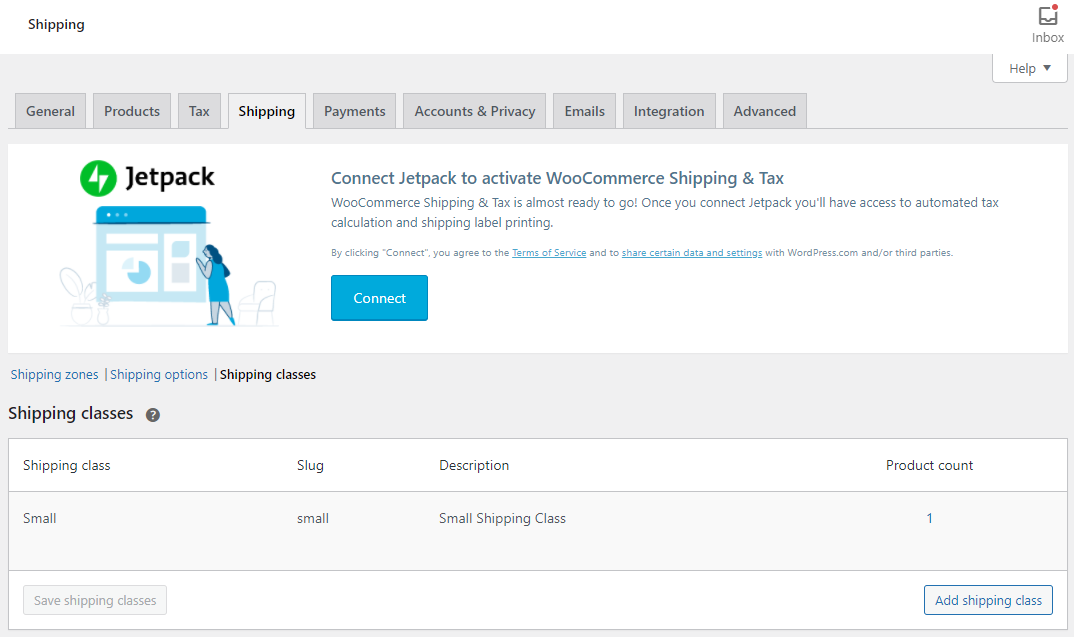 Shipping
Inbox
Help
General Products Tax Shipping Payments Accounts & Privacy Emails Integration Advanced
Jetpack
Connect Jetpack to activate WooCommerce Shipping & Tax
WooCommerce Shipping & Tax is almost ready to go! Once you connect Jetpack you'll have access to automated tax
calculation and shipping label printing.
By clicking "Connect", you agree to the Terms of Service and to share certain data and settings with WordPress.com and/or third parties.
Connect
Shipping zones | Shipping options | Shipping classes
Shipping classes ?
Shipping class Slug Description Product count
Small small Small Shipping Class 1
Save shipping classes Add shipping class